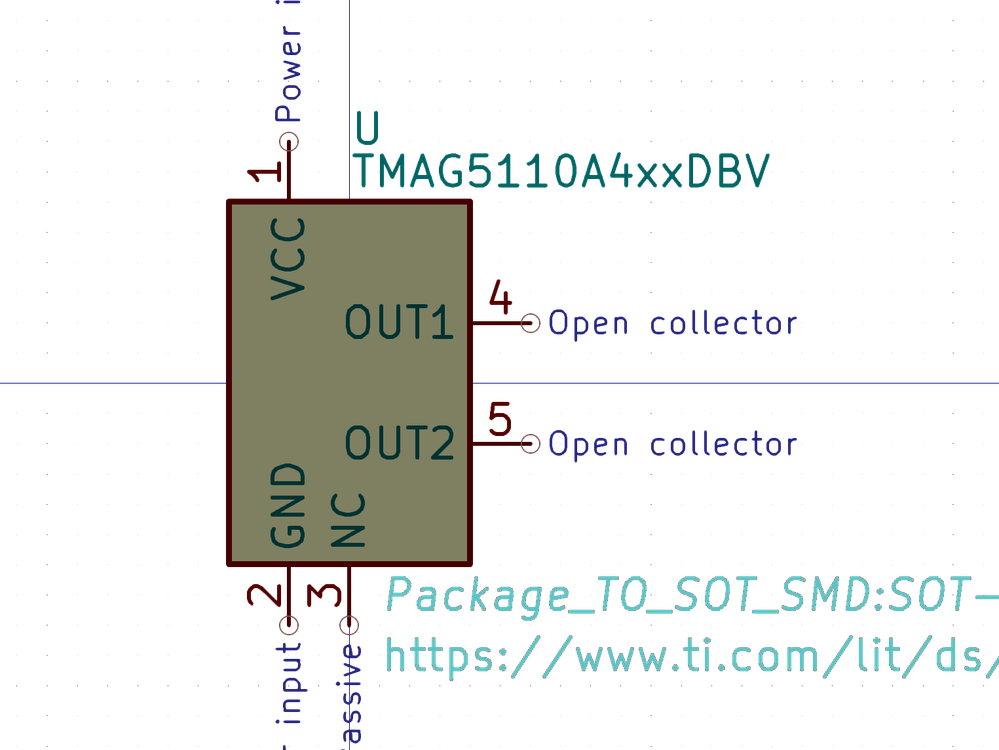 Power i
U
TMAG5110A4xxDBV
1
VCC
4
OUT1
Open collector
5
OUT2
Open collector
GND
NC
2
3
Package_TO_SOT_SMD:SOT-
https://www.ti.com/lit/ds/
input
assive